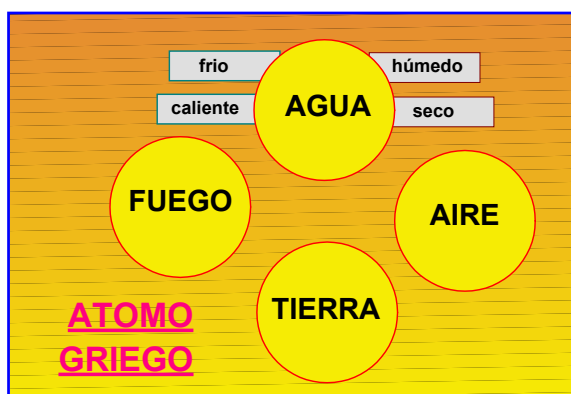 frio
húmedo
caliente
AGUA
seco
FUEGO
AIRE
TIERRA
ATOMO
GRIEGO